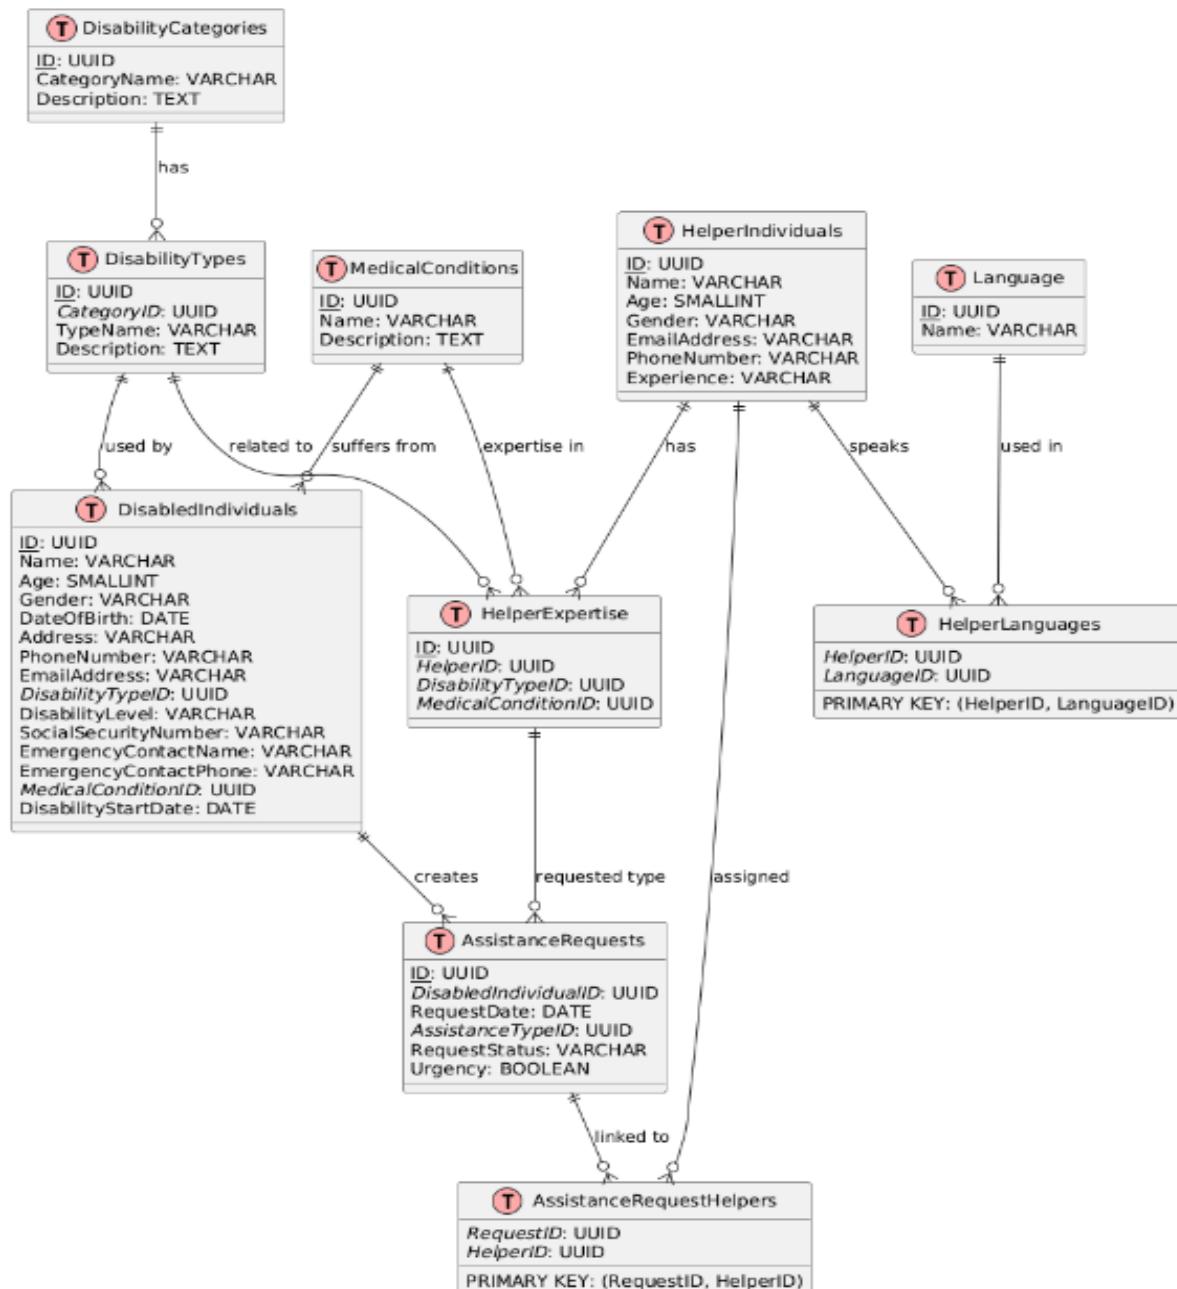 T DisabilityCategories
ID: UUID
CategoryName: VARCHAR
Description: TEXT
has
T DisabilityTypes
ID: UUID
CategoryID: UUID
TypeName: VARCHAR
Description: TEXT
T MedicalConditions
ID: UUID
Name: VARCHAR
Description: TEXT
T HelperIndividuals
ID: UUID
Name: VARCHAR
Age: SMALLINT
Gender: VARCHAR
EmailAddress: VARCHAR
PhoneNumber: VARCHAR
Experience: VARCHAR
T Language
ID: UUID
Name: VARCHAR
used by
related to
suffers from
expertise in
has
speaks
used in
T DisabledIndividuals
ID: UUID
Name: VARCHAR
Age: SMALLINT
Gender: VARCHAR
DateOfBirth: DATE
Address: VARCHAR
PhoneNumber: VARCHAR
EmailAddress: VARCHAR
DisabilityTypeID: UUID
DisabilityLevel: VARCHAR
SocialSecurityNumber: VARCHAR
EmergencyContactName: VARCHAR
EmergencyContactPhone: VARCHAR
MedicalConditionID: UUID
DisabilityStartDate: DATE
T HelperExpertise
ID: UUID
HelperID: UUID
DisabilityTypeID: UUID
MedicalConditionID: UUID
T HelperLanguages
HelperID: UUID
LanguageID: UUID
PRIMARY KEY: (HelperID, LanguageID)
creates
requested type
assigned
T AssistanceRequests
ID: UUID
DisabledIndividualID: UUID
RequestDate: DATE
AssistanceTypeID: UUID
RequestStatus: VARCHAR
Urgency: BOOLEAN
linked to
T AssistanceRequestHelpers
RequestID: UUID
HelperID: UUID
PRIMARY KEY: (RequestID, HelperID)